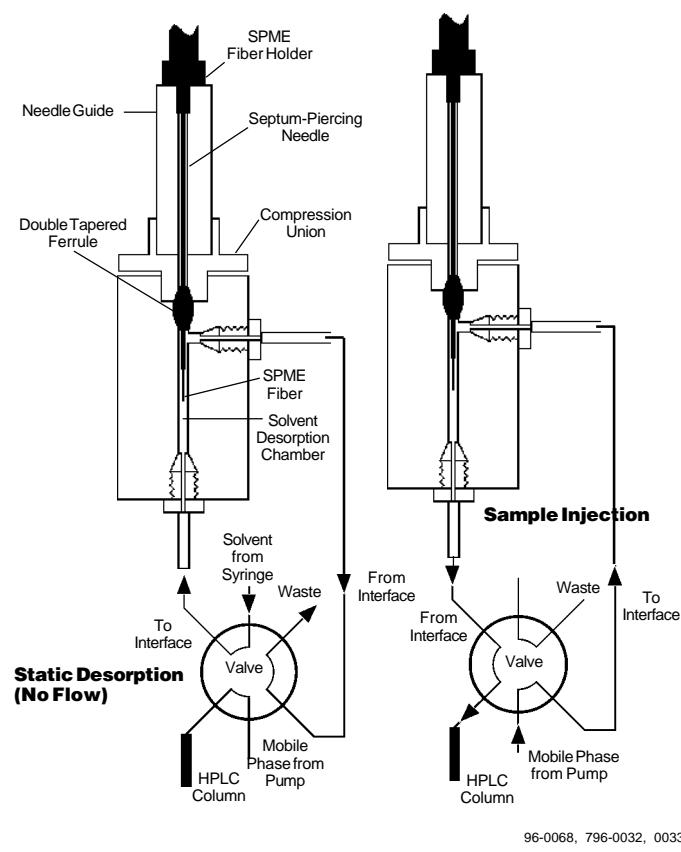 SPME
Fiber Holder
Needle Guide
Septum-Piercing
Needle
Double Tapered
Ferrule
Compression
Union
SPME
Fiber
Solvent
Desorption
Chamber
Solvent
from
Syringe
Waste
From
Interface
To
Interface
Valve
Static Desorption
(No Flow)
HPLC
Column
Mobile
Phase from
Pump
Sample Injection
Waste
To
Interface
From
Interface
Valve
HPLC
Column
Mobile Phase
from Pump
96-0068, 796-0032, 0033